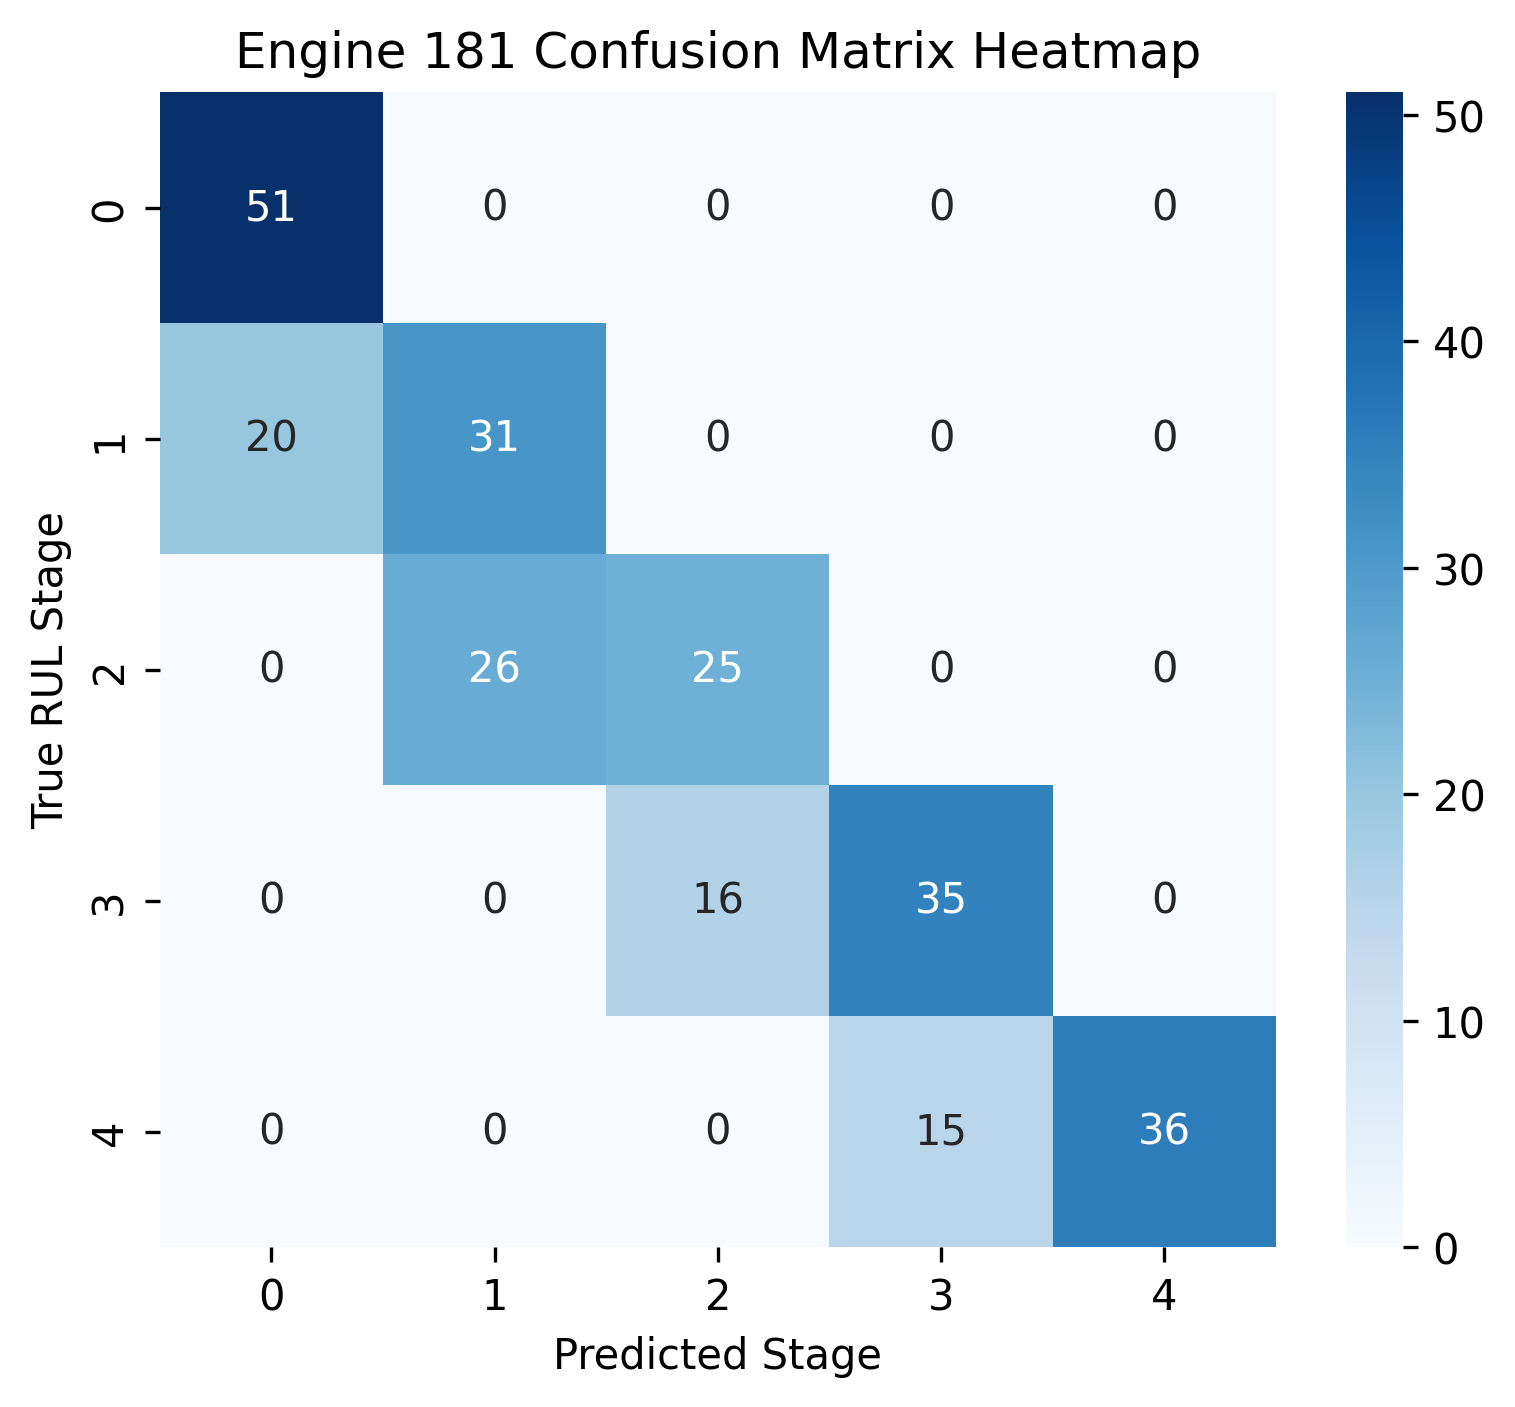 Engine 181 Confusion Matrix Heatmap
True RUL Stage
0 51 0 0 0 0
1 20 31 0 0 0
2 0 26 25 0 0
3 0 0 16 35 0
4 0 0 0 15 36
0 1 2 3 4
Predicted Stage
50
40
30
20
10
0